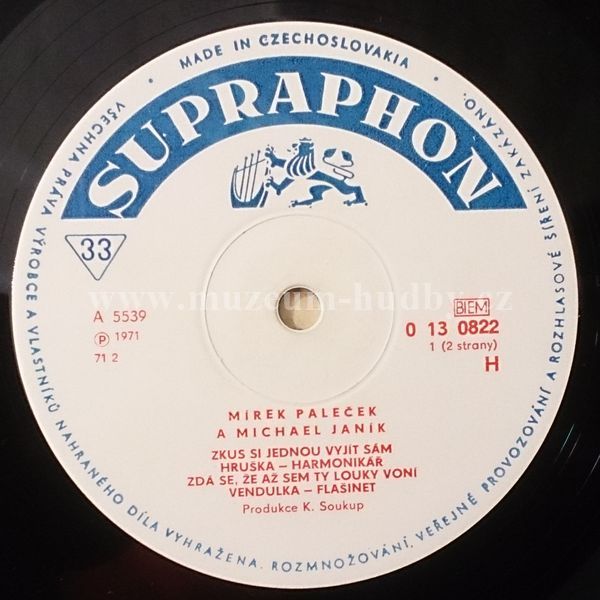 VŠECHNA PRÁVA VÝROBCE A VLASTNÍKŮ NAHRANÉHO DÍLA VYHRAŽENA. ROZMNOŽOVÁNÍ, VEŘEJNÉ PROVOZOVÁNÍ A ROZHLASOVÉ ŠÍŘENÍ ZAKÁZÁNO.
• MADE IN CZECHOSLOVAKIA •
SUPRAPHON
33
www.muzeum-hudby.cz
A 5539
Ⓟ 1971
71 2
BIEM
0 13 0822
1 (2 strany)
H
MÍREK PALEČEK
A MICHAEL JANÍK
ZKUS SI JEDNOU VYJÍT SÁM
HRUŠKA – HARMONIKÁŘ
ZDÁ SE, ŽE AŽ SEM TY LOUKY VONÍ
VENDULKA – FLAŠINET
Produkce K. Soukup